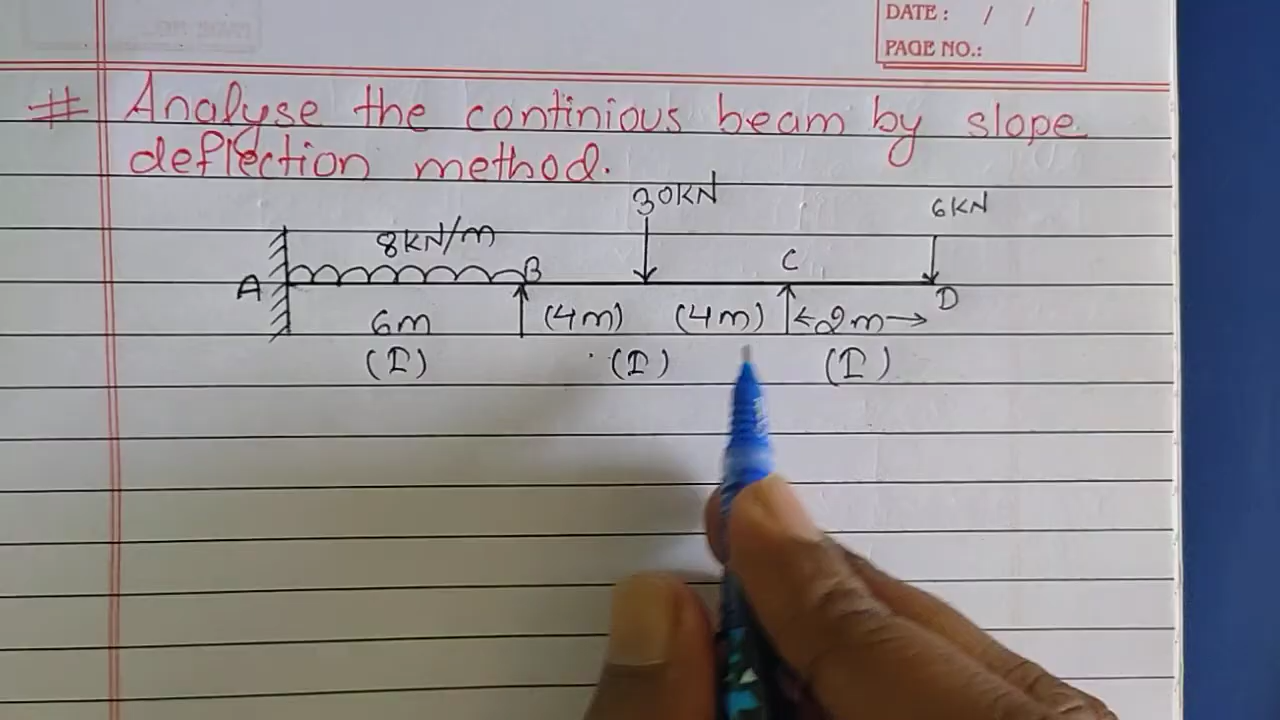 DATE : / /
PAGE NO.:
# Analyse the continious beam by slope
deflection method.
30KN 6KN
8KN/m B C
A D
6m (4m) (4m) 2m
(I) (I) (I)